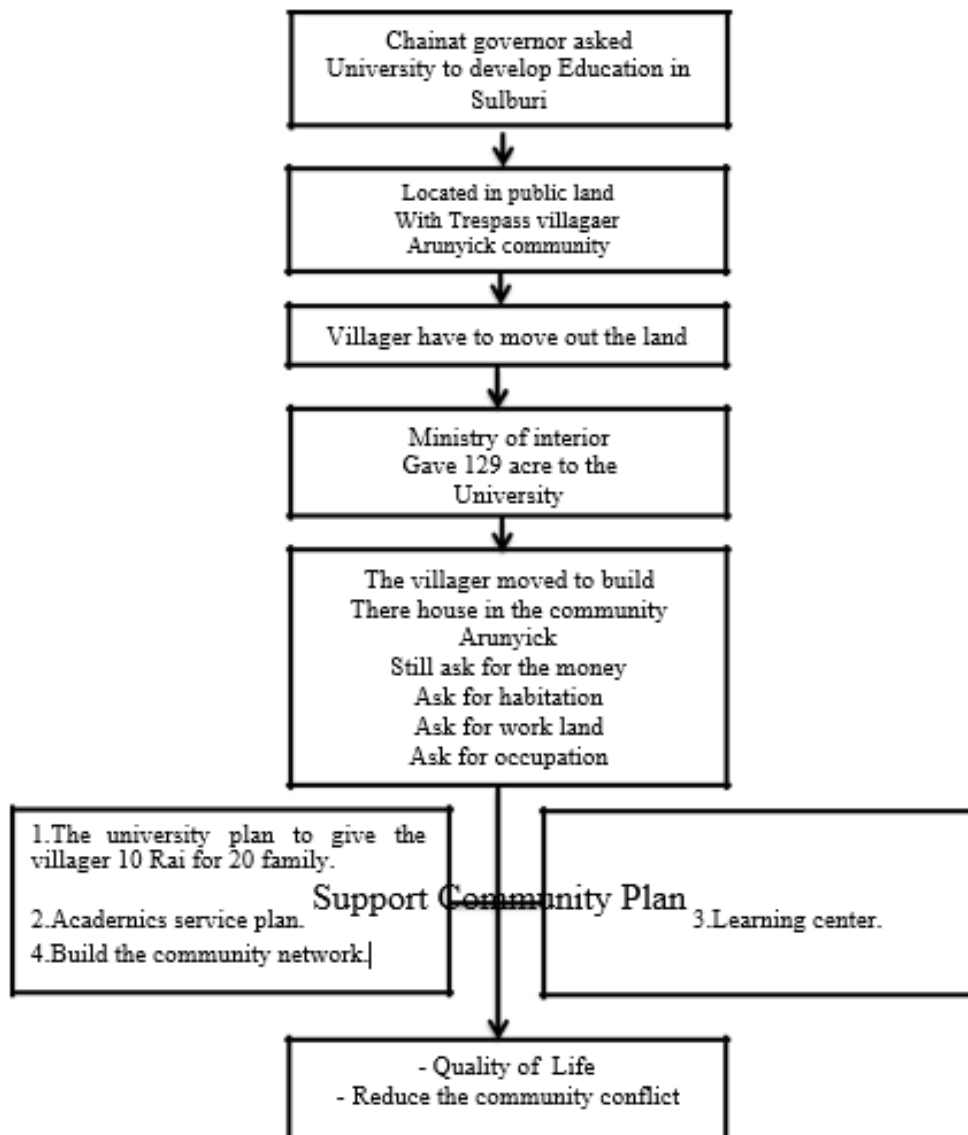 Chainat governor asked
University to develop Education in
Sulburi
Located in public land
With Trespass villagaer
Arunyick community
Villager have to move out the land
Ministry of interior
Gave 129 acre to the
University
The villager moved to build
There house in the community
Arunyick
Still ask for the money
Ask for habitation
Ask for work land
Ask for occupation
1.The university plan to give the
villager 10 Rai for 20 family.
2.Acadernics service plan.
4.Build the community network.
Support Community Plan
3.Learning center.
- Quality of Life
- Reduce the community conflict